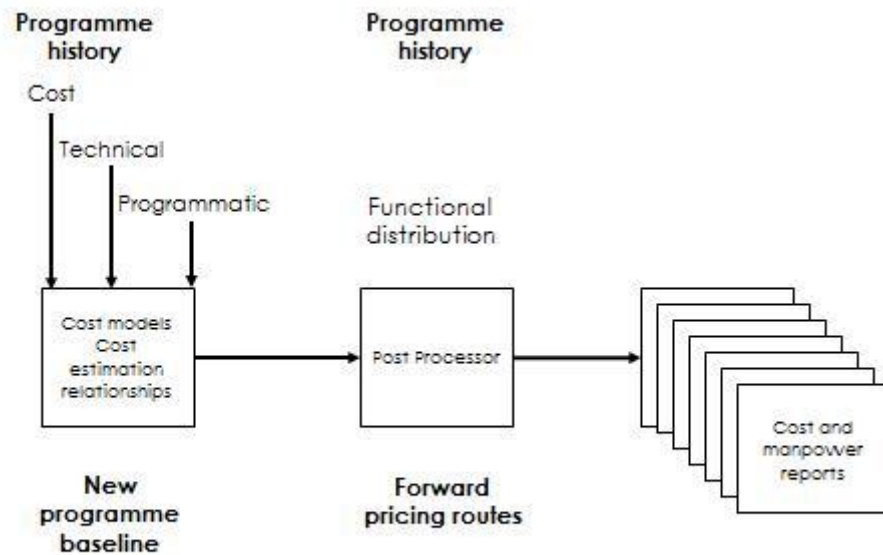 Programme
history
Programme
history
Cost
Technical
Programmatic
Functional
distribution
Cost models
Cost
estimation
relationships
Post Processor
Cost and
manpower
reports
New
programme
baseline
Forward
pricing routes